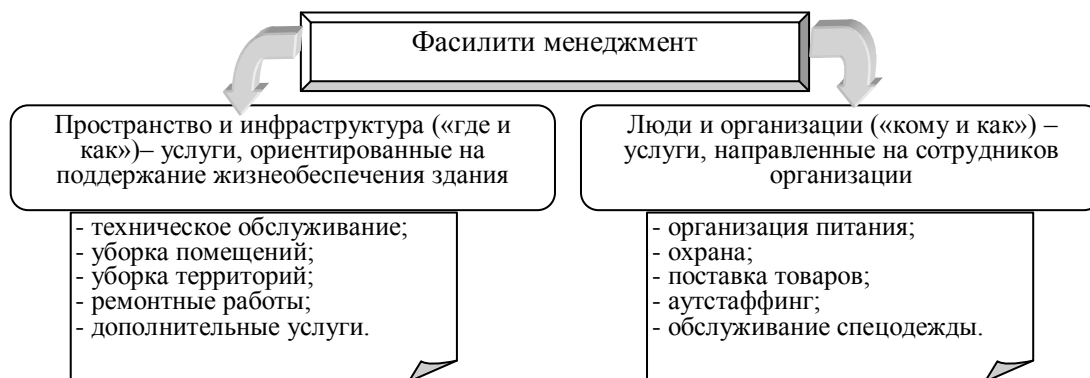 Фасилити менеджмент
Пространство и инфраструктура («где и
как»)– услуги, ориентированные на
поддержание жизнеобеспечения здания
Люди и организации («кому и как») –
услуги, направленные на сотрудников
организации
- техническое обслуживание;
- уборка помещений;
- уборка территорий;
- ремонтные работы;
- дополнительные услуги.
- организация питания;
- охрана;
- поставка товаров;
- аутстаффинг;
- обслуживание спецодежды.